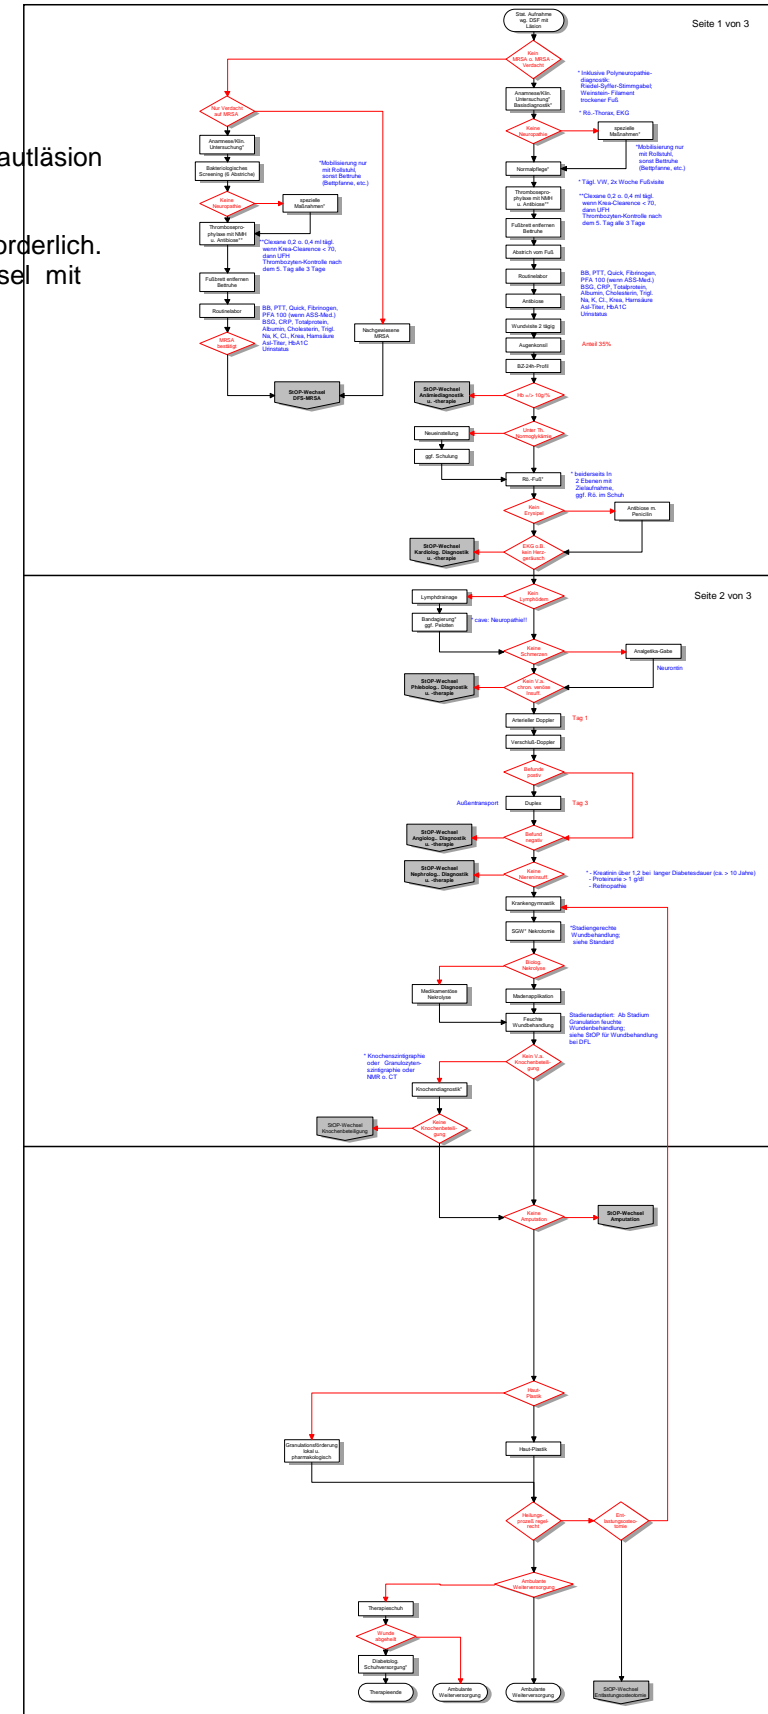 Seite 1 von 3
Stat. Aufnahme
wg. DSF mit
Läsion
Kein
MRSA u. MRSA -
Verdacht
* Inklusive Polyneuropathie-
diagnostik:
Riedel-Syffer-Stimmgabel;
Weinstein- Filament
trockener Fuß
* Rö.-Thorax, EKG
Anamnese/Klin.
Untersuchung*
Basisdiagnostik*
Keine
Neuropathie
spezielle
Maßnahmen*
*Mobilisierung nur
mit Rollstuhl,
sonst Bettruhe
(Bettpfanne, etc.)
Normalpflege*
* Tägl. VW, 2x Woche Fußvisite
Thrombosepro-
phylaxe mit NMH
u. Antibiose**
**Clexane 0,2 o. 0,4 ml tägl.
wenn Krea-Clearence < 70,
dann UFH
Thrombozyten-Kontrolle nach
dem 5. Tag alle 3 Tage
Fußbrett entfernen
Bettruhe
Abstrich vom Fuß
Routinelabor
BB, PTT, Quick, Fibrinogen,
PFA 100 (wenn ASS-Med.)
BSG, CRP, Totalprotein,
Albumin, Cholesterin, Trigl.
Na, K, CL, Krea, Harnsäure
Asl-Titer, HbA1C
Urinstatus
Antibiose
Wundvisite 2 tägig
Augenkonsil
Anteil 35%
BZ-24h-Profil
Nur Verdacht
auf MRSA
Anamnese/Klin.
Untersuchung*
Bakteriologisches
Screening (6 Abstriche)
Keine
Neuropathie
spezielle
Maßnahmen*
*Mobilisierung nur
mit Rollstuhl,
sonst Bettruhe
(Bettpfanne, etc.)
Thrombosepro-
phylaxe mit NMH
u. Antibiose**
**Clexane 0,2 o. 0,4 ml tägl.
wenn Krea-Clearence < 70,
dann UFH
Thrombozyten-Kontrolle nach
dem 5. Tag alle 3 Tage
Fußbrett entfernen
Bettruhe
Routinelabor
BB, PTT, Quick, Fibrinogen,
PFA 100 (wenn ASS-Med.)
BSG, CRP, Totalprotein,
Albumin, Cholesterin, Trigl.
Na, K, CL, Krea, Harnsäure
Asl-Titer, HbA1C
Urinstatus
MRSA
bestätigt
Nachgewiesene
MRSA
StOP-Wechsel
DFS-MRSA
autläsion
orderlich.
sel mit
StOP-Wechsel
Anämiediagnostik
u. -therapie
Hb =/> 10g/%
Unter Th.
Normoglykämie
Neueinstellung
ggf. Schulung
Rö.-Fuß*
* beiderseits in
2 Ebenen mit
Zielaufnahme,
ggf. Rö. im Schuh
Kein
Erysipel
Antibiose m.
Penicilin
StOP-Wechsel
Kardiolog. Diagnostik
u. -therapie
EKG o.B.
kein Herz-
geräusch
Seite 2 von 3
Kein
Lymphödem
Lymphdrainage
Bandagierung*
ggf. Pelotten
* cave: Neuropathie!!
Keine
Schmerzen
Analgetika-Gabe
Neurontin
StOP-Wechsel
Phlebolog.. Diagnostik
u. -therapie
Kein V.a.
chron. venöse
Insuff.
Arterieller Doppler
Tag 1
Verschluß-Doppler
Befunde
positiv
Außentransport
Duplex
Tag 3
StOP-Wechsel
Angiolog.. Diagnostik
u. -therapie
Befund
negativ
StOP-Wechsel
Nephrolog.. Diagnostik
u. -therapie
Keine
Niereninsuff.
* - Kreatinin über 1,2 bei langer Diabetesdauer (ca. > 10 Jahre)
- Proteinurie > 1 g/dl
- Retinopathie
Krankengymnastik
SGW* Nekrotomie
*Stadiengerechte
Wundbehandlung;
siehe Standard
Biolog.
Nekrolyse
Medikamentöse
Nekrolyse
Madenapplikation
Feuchte
Wundbehandlung
Stadienadaptiert: Ab Stadium
Granulation feuchte
Wundenbehandlung;
siehe StOP für Wundbehandlung
bei DFL
Kein V.a.
Knochenbeteili-
gung
* Knochenszintigraphie
oder Granulozyten-
szintigraphie oder
NMR o. CT
Knochendiagnostik*
StOP-Wechsel
Knochenbeteiligung
Keine
Knochenbeteili-
gung
Keine
Amputation
StOP-Wechsel
Amputation
Haut-
Plastik
Granulationsförderung
lokal u.
pharmakologisch
Haut-Plastik
Heilungs-
prozeß regel-
recht
Ent-
lastungsosteo-
tomie
Ambulante
Weiterversorgung
Therapieschuh
Wunde
abgeheilt
Diabetolog.
Schuhversorgung*
Therapieende
Ambulante
Weiterversorgung
Ambulante
Weiterversorgung
StOP-Wechsel
Entlastungsosteotomie